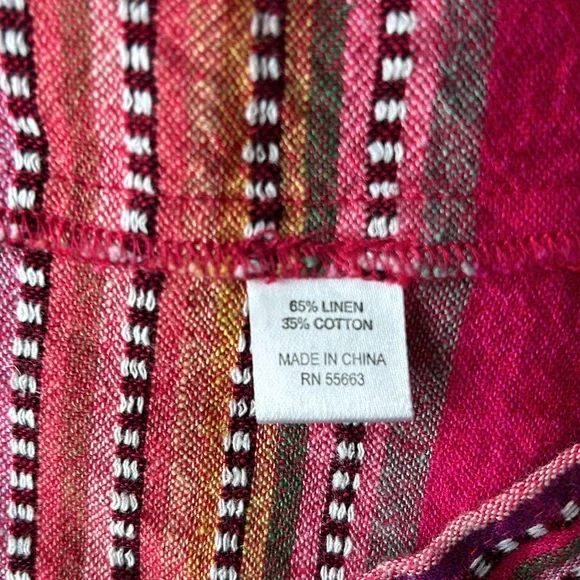 65% LINEN
35% COTTON
MADE IN CHINA
RN 55663